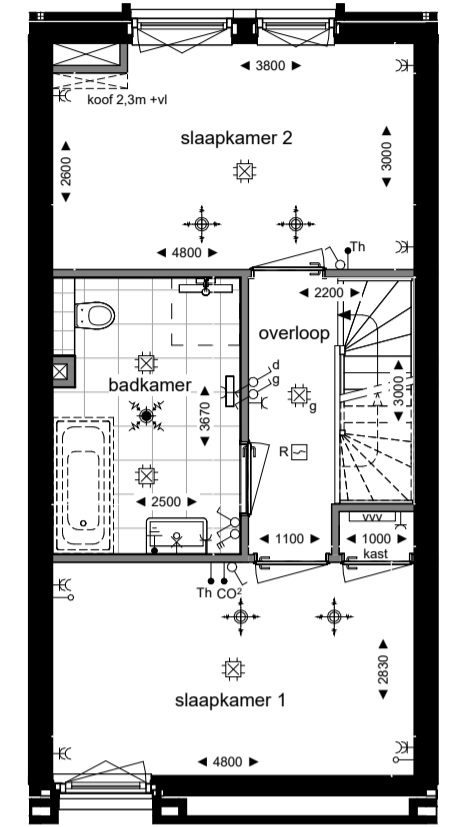 3800
koof 2,3m +vl
slaapkamer 2
2600
3000
4800
Th
2200
overloop
badkamer
d
g
3670
3000
g
R
2500
vvv
1100
1000
kast
Th CO²
2830
slaapkamer 1
4800